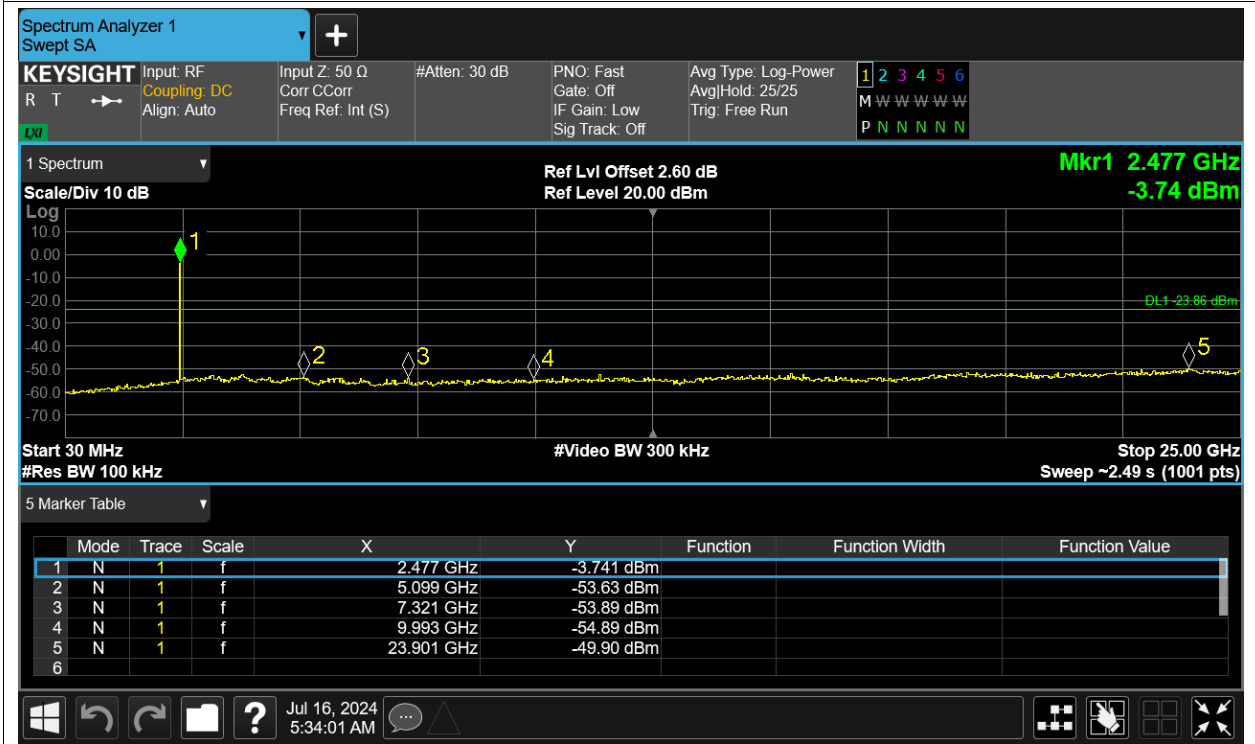 Spectrum Analyzer 1
Swept SA
KEYSIGHT Input: RF Input Z: 50 Ω #Atten: 30 dB PNO: Fast Avg Type: Log-Power 1 2 3 4 5 6
R T Coupling: DC Corr CCorr Gate: Off Avg|Hold: 25/25 M W W W W W
Align: Auto Freq Ref: Int (S) IF Gain: Low Trig: Free Run
LXI Sig Track: Off P N N N N N
1 Spectrum Ref Lvl Offset 2.60 dB Mkr1 2.477 GHz
Scale/Div 10 dB Ref Level 20.00 dBm -3.74 dBm
Log
10.0
1
0.00
-10.0
-20.0 DL1 -23.86 dBm
-30.0
-40.0
2 3 4 5
-50.0
-60.0
-70.0
Start 30 MHz #Video BW 300 kHz Stop 25.00 GHz
#Res BW 100 kHz Sweep ~2.49 s (1001 pts)
5 Marker Table
Mode Trace Scale X Y Function Function Width Function Value
1 N 1 f 2.477 GHz -3.741 dBm
2 N 1 f 5.099 GHz -53.63 dBm
3 N 1 f 7.321 GHz -53.89 dBm
4 N 1 f 9.993 GHz -54.89 dBm
5 N 1 f 23.901 GHz -49.90 dBm
6
? Jul 16, 2024
5:34:01 AM